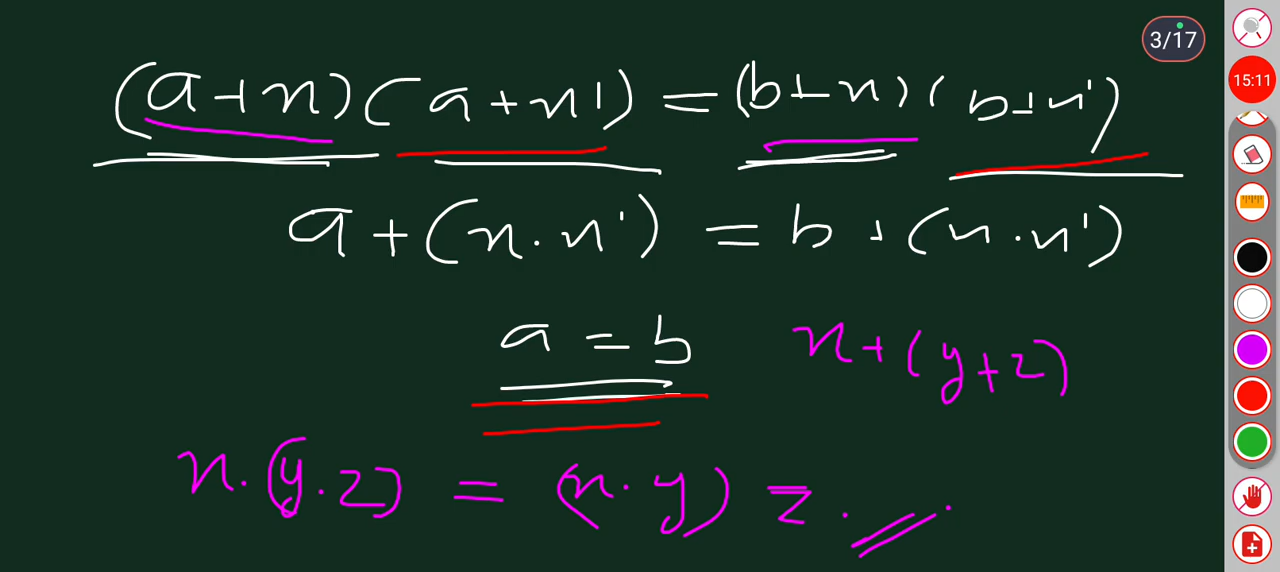 3/17
15:11
(a+x)(a+x') = (b+x)(b+x')
a+(x.x') = b+(x.x')
a = b
x+(y+z)
x.(y.z) = (x.y) z.